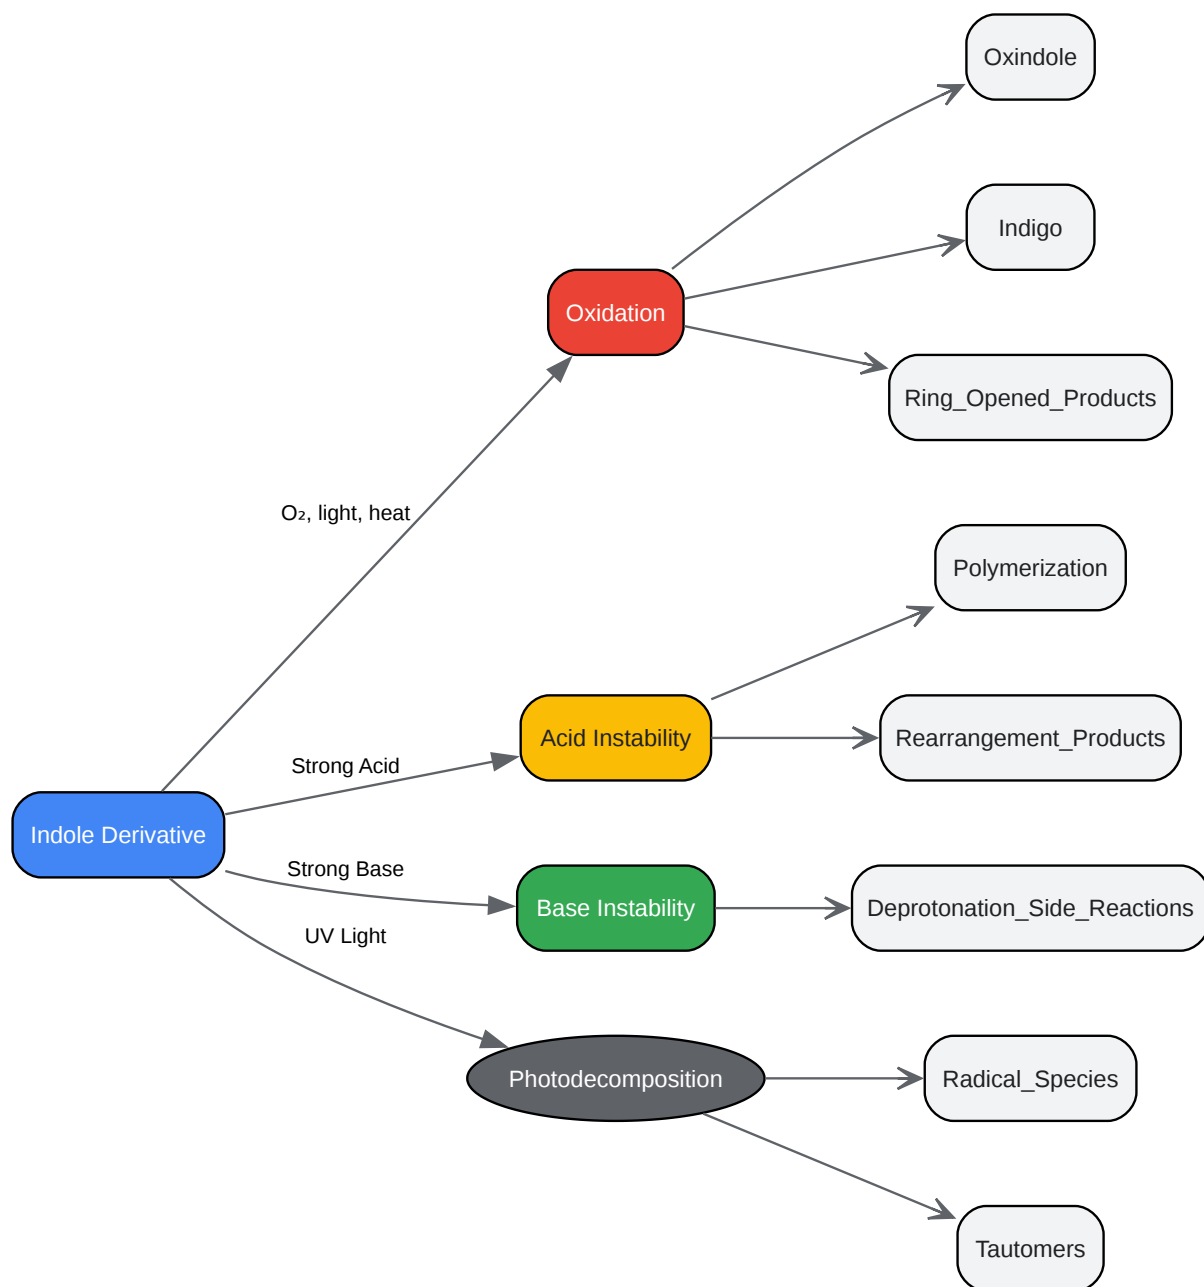 Oxindole
Indigo
Oxidation
Ring_Opened_Products
O₂, light, heat
Polymerization
Strong Acid
Acid Instability
Rearrangement_Products
Indole Derivative
Strong Base
Base Instability
Deprotonation_Side_Reactions
UV Light
Photodecomposition
Radical_Species
Tautomers